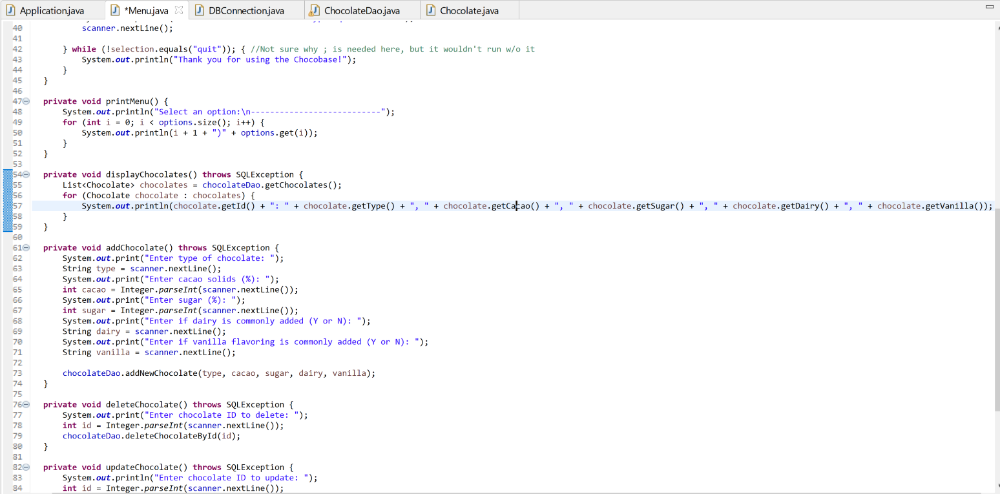 Application.java *Menu.java DBConnection.java ChocolateDao.java Chocolate.java
40 scanner.nextLine();
41
42 } while (!selection.equals("quit")); { //Not sure why ; is needed here, but it wouldn't run w/o it
43 System.out.println("Thank you for using the Chocobase!");
44 }
45 }
46
47 private void printMenu() {
48 System.out.println("Select an option:\n---------------------------");
49 for (int i = 0; i < options.size(); i++) {
50 System.out.println(i + 1 + ")" + options.get(i));
51 }
52 }
53
54 private void displayChocolates() throws SQLException {
55 List<Chocolate> chocolates = chocolateDao.getChocolates();
56 for (Chocolate chocolate : chocolates) {
57 System.out.println(chocolate.getId() + ": " + chocolate.getType() + ", " + chocolate.getCacao() + ", " + chocolate.getSugar() + ", " + chocolate.getDairy() + ", " + chocolate.getVanilla());
58 }
59 }
60
61 private void addChocolate() throws SQLException {
62 System.out.print("Enter type of chocolate: ");
63 String type = scanner.nextLine();
64 System.out.print("Enter cacao solids (%): ");
65 int cacao = Integer.parseInt(scanner.nextLine());
66 System.out.print("Enter sugar (%): ");
67 int sugar = Integer.parseInt(scanner.nextLine());
68 System.out.print("Enter if dairy is commonly added (Y or N): ");
69 String dairy = scanner.nextLine();
70 System.out.print("Enter if vanilla flavoring is commonly added (Y or N): ");
71 String vanilla = scanner.nextLine();
72
73 chocolateDao.addNewChocolate(type, cacao, sugar, dairy, vanilla);
74 }
75
76 private void deleteChocolate() throws SQLException {
77 System.out.print("Enter chocolate ID to delete: ");
78 int id = Integer.parseInt(scanner.nextLine());
79 chocolateDao.deleteChocolateById(id);
80 }
81
82 private void updateChocolate() throws SQLException {
83 System.out.println("Enter chocolate ID to update: ");
84 int id = Integer.parseInt(scanner.nextLine());